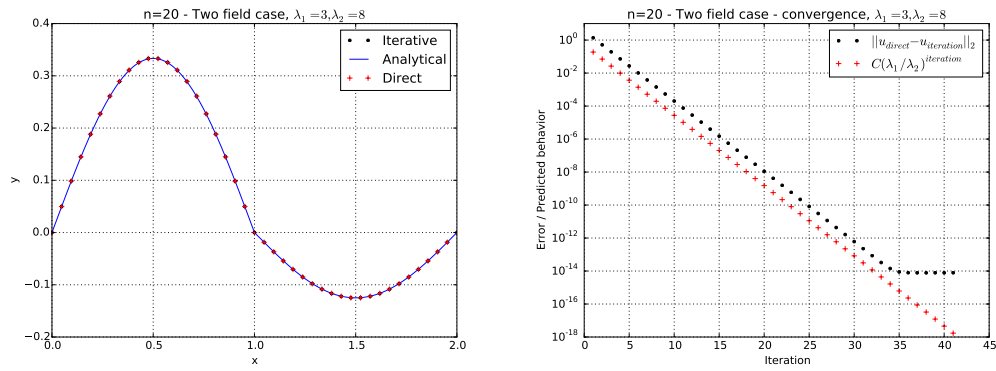 n=20 - Two field case, λ₁ =3,λ₂ =8
0.4
0.3
0.2
0.1
0.0
−0.1
−0.2
y
Iterative
Analytical
Direct
0.0 0.5 1.0 1.5 2.0
x
n=20 - Two field case - convergence, λ₁ =3,λ₂ =8
10⁰
10⁻²
10⁻⁴
10⁻⁶
10⁻⁸
10⁻¹⁰
10⁻¹²
10⁻¹⁴
10⁻¹⁶
10⁻¹⁸
Error / Predicted behavior
||u_direct−u_iteration||₂
C(λ₁/λ₂)^iteration
0 5 10 15 20 25 30 35 40 45
Iteration